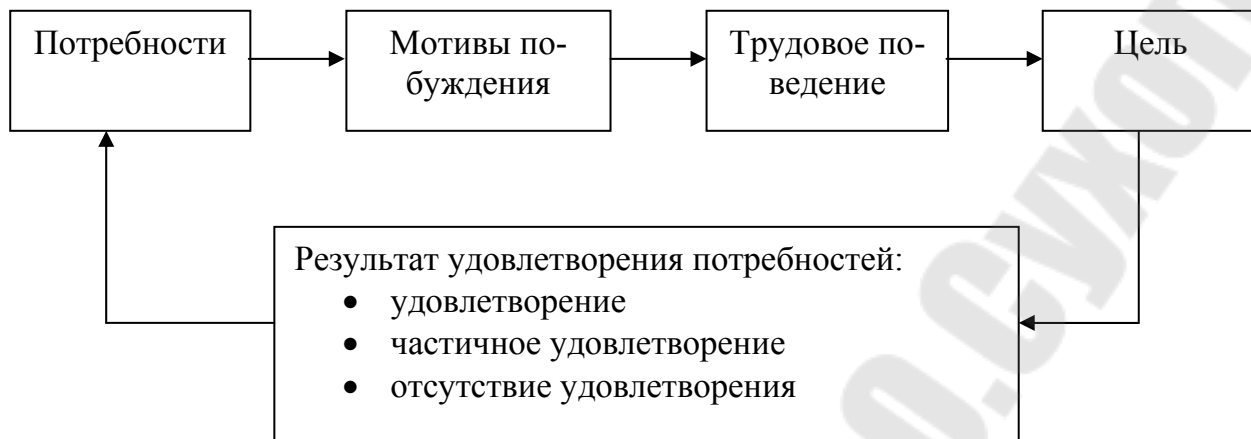 Потребности
Мотивы по-
буждения
Трудовое по-
ведение
Цель
Результат удовлетворения потребностей:
• удовлетворение
• частичное удовлетворение
• отсутствие удовлетворения